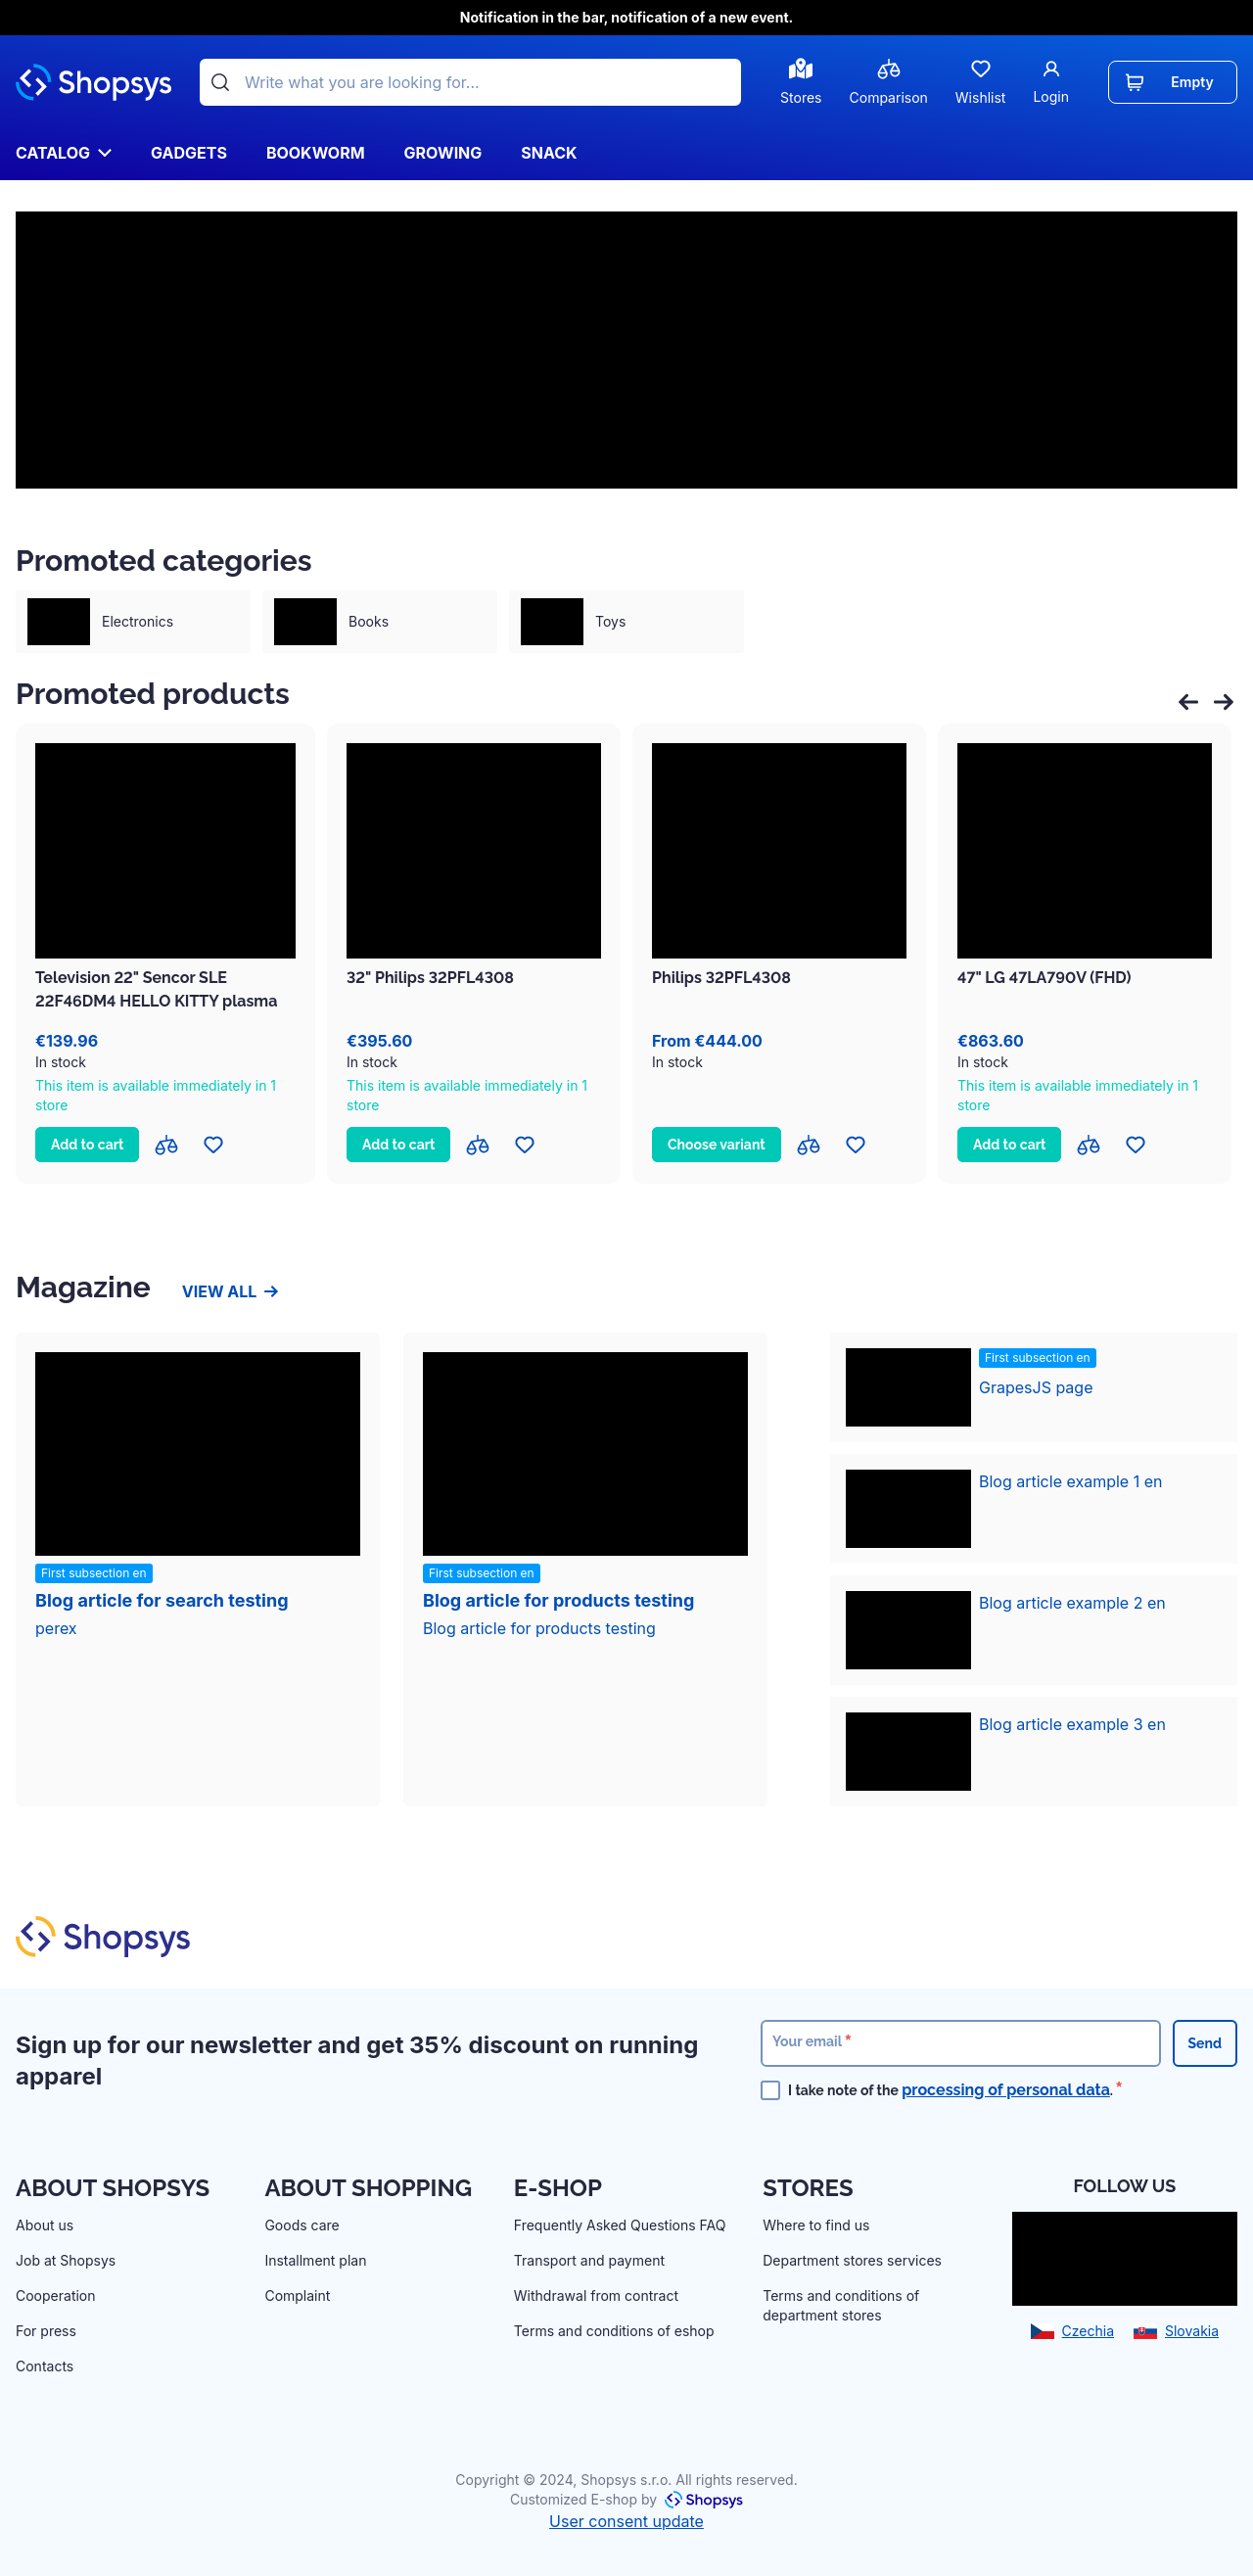 Notification in the bar, notification of a new event.
Shopsys
Write what you are looking for...
Stores
Comparison
Wishlist
Login
Empty
CATALOG
GADGETS
BOOKWORM
GROWING
SNACK
Promoted categories
Electronics
Books
Toys
Promoted products
Television 22" Sencor SLE
22F46DM4 HELLO KITTY plasma
€139.96
In stock
This item is available immediately in 1
store
Add to cart
32" Philips 32PFL4308
€395.60
In stock
This item is available immediately in 1
store
Add to cart
Philips 32PFL4308
From €444.00
In stock
Choose variant
47" LG 47LA790V (FHD)
€863.60
In stock
This item is available immediately in 1
store
Add to cart
Magazine
VIEW ALL
First subsection en
Blog article for search testing
perex
First subsection en
Blog article for products testing
Blog article for products testing
First subsection en
GrapesJS page
Blog article example 1 en
Blog article example 2 en
Blog article example 3 en
Shopsys
Sign up for our newsletter and get 35% discount on running
apparel
Your email *
Send
I take note of the processing of personal data. *
ABOUT SHOPSYS
About us
Job at Shopsys
Cooperation
For press
Contacts
ABOUT SHOPPING
Goods care
Installment plan
Complaint
E-SHOP
Frequently Asked Questions FAQ
Transport and payment
Withdrawal from contract
Terms and conditions of eshop
STORES
Where to find us
Department stores services
Terms and conditions of
department stores
FOLLOW US
Czechia
Slovakia
Copyright © 2024, Shopsys s.r.o. All rights reserved.
Customized E-shop by Shopsys
User consent update